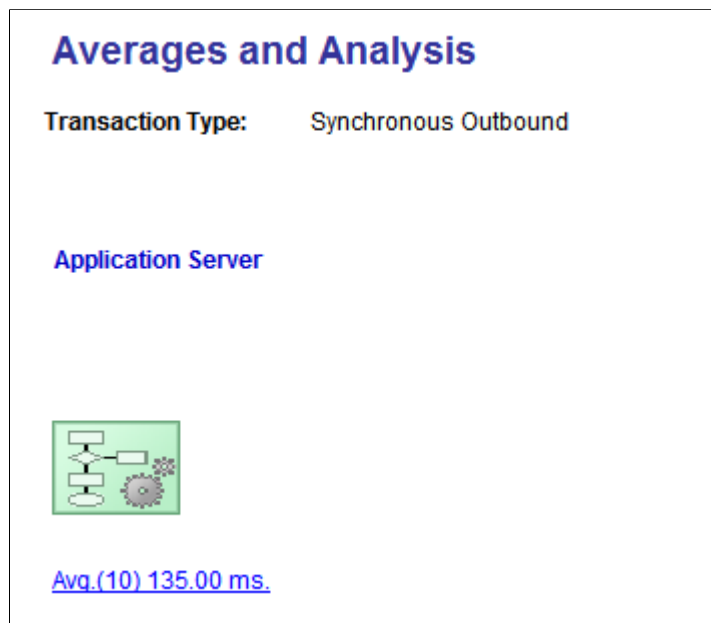 Averages and Analysis
Transaction Type: Synchronous Outbound
Application Server
Avg.(10) 135.00 ms.